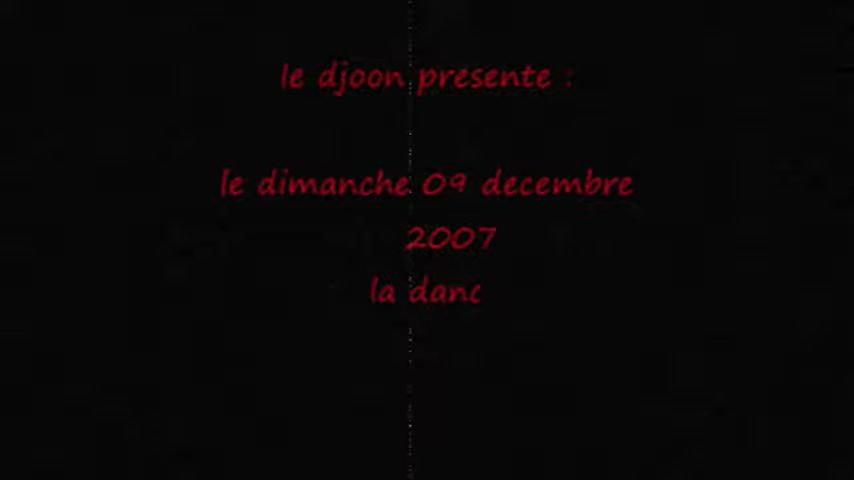 le djoon presente :
le dimanche 09 decembre
2007
la danc